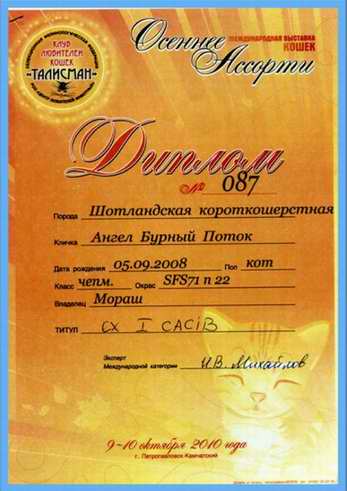 КЛУБ
ЛЮБИТЕЛЕЙ
КОШЕК
«ТАЛИСМАН»
Осеннее
МЕЖДУНАРОДНАЯ ВЫСТАВКА
КОШЕК
Ассорти
Диплом
№ 087
Порода Шотландская короткошерстная
Кличка Ангел Бурный Поток
Дата рождения 05.09.2008 Пол кот
Класс чепм. Окрас SFS71 п 22
Владелец Мораш
ТИТУЛ CX I CACIB
Эксперт
Международной категории И.В. Михайлов
9-10 октября 2010 года
г. Петропавловск-Камчатский